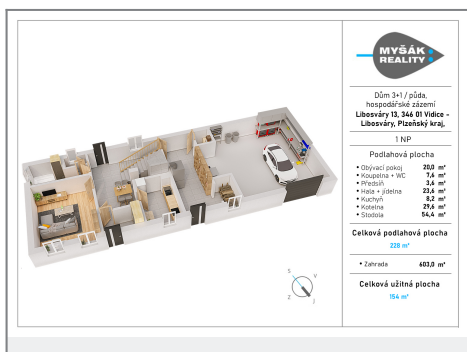 MYŠÁK
REALITY
Dům 3+1 / půda,
hospodářské zázemí
Libosváry 13, 346 01 Vidice –
Libosváry, Plzeňský kraj,
1 NP
Podlahová plocha
• Obývací pokoj 20,0 m²
• Koupelna + WC 7,6 m²
• Předsíň 3,6 m²
• Hala + jídelna 23,6 m²
• Kuchyň 8,2 m²
• Kotelna 29,6 m²
• Stodola 54,4 m²
Celková podlahová plocha
228 m²
• Zahrada 603,0 m²
Celková užitná plocha
154 m²
S
V
Z
J